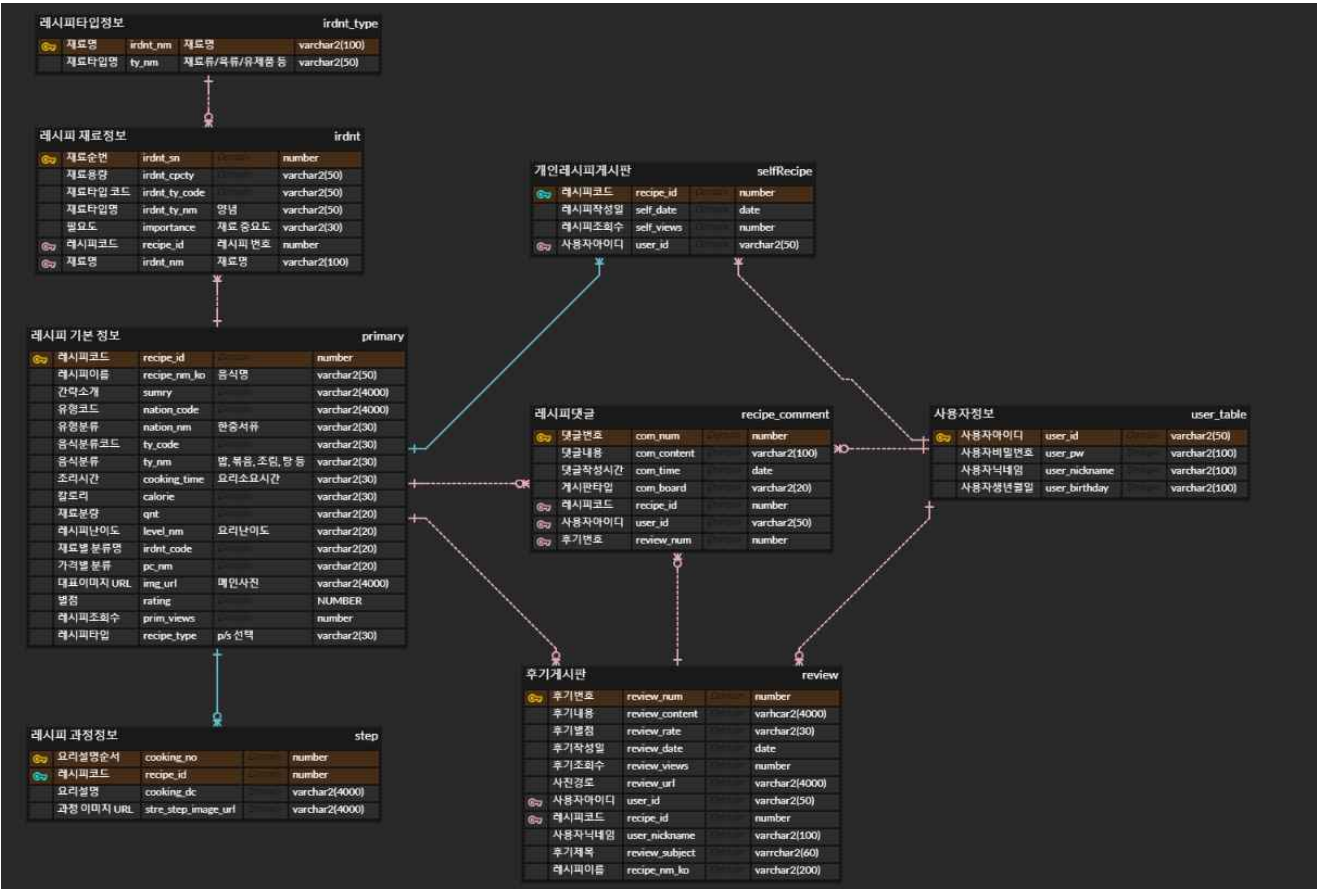 레시피타입정보 irdnt_type
재료명 irdnt_nm 재료명 varchar2(100)
재료타입명 ty_nm 재료류/육류/유제품 등 varchar2(50)
레시피 재료정보 irdnt
재료순번 irdnt_sn number
재료용량 irdnt_cpcty varchar2(50)
재료타입 코드 irdnt_ty_code varchar2(50)
재료타입명 irdnt_ty_nm 양념 varchar2(50)
필요도 importance 재료 중요도 varchar2(30)
레시피코드 recipe_id 레시피 번호 number
재료명 irdnt_nm 재료명 varchar2(100)
레시피 기본 정보 primary
레시피코드 recipe_id number
레시피이름 recipe_nm_ko 음식명 varchar2(50)
간략소개 sumry varchar2(4000)
유형코드 nation_code varchar2(4000)
유형분류 nation_nm 한중서퓨 varchar2(30)
음식분류코드 ty_code varchar2(30)
음식분류 ty_nm 밥, 볶음, 조림, 탕 등 varchar2(30)
조리시간 cooking_time 요리소요시간 varchar2(30)
칼로리 calorie varchar2(30)
재료분량 qnt varchar2(20)
레시피난이도 level_nm 요리난이도 varchar2(20)
재료별 분류명 irdnt_code varchar2(20)
가격별 분류 pc_nm varchar2(20)
대표이미지 URL img_url 메인사진 varchar2(4000)
별점 rating NUMBER
레시피조회수 prim_views number
레시피타입 recipe_type p/s 선택 varchar2(30)
레시피 과정정보 step
요리설명순서 cooking_no number
레시피코드 recipe_id number
요리설명 cooking_dc varchar2(4000)
과정 이미지 URL stre_step_image_url varchar2(4000)
개인레시피게시판 selfRecipe
레시피코드 recipe_id number
레시피작성일 self_date date
레시피조회수 self_views number
사용자아이디 user_id varchar2(50)
레시피댓글 recipe_comment
댓글번호 com_num number
댓글내용 com_content varchar2(100)
댓글작성시간 com_time date
게시판타입 com_board varchar2(20)
레시피코드 recipe_id number
사용자아이디 user_id varchar2(50)
후기번호 review_num number
사용자정보 user_table
사용자아이디 user_id varchar2(50)
사용자비밀번호 user_pw varchar2(100)
사용자닉네임 user_nickname varchar2(100)
사용자생년월일 user_birthday varchar2(100)
후기게시판 review
후기번호 review_num number
후기내용 review_content varhcar2(4000)
후기별점 review_rate varchar2(30)
후기작성일 review_date date
후기조회수 review_views number
사진경로 review_url varchar2(4000)
사용자아이디 user_id varchar2(50)
레시피코드 recipe_id number
사용자닉네임 user_nickname varchar2(100)
후기제목 review_subject varrchar2(60)
레시피이름 recipe_nm_ko varchar2(200)